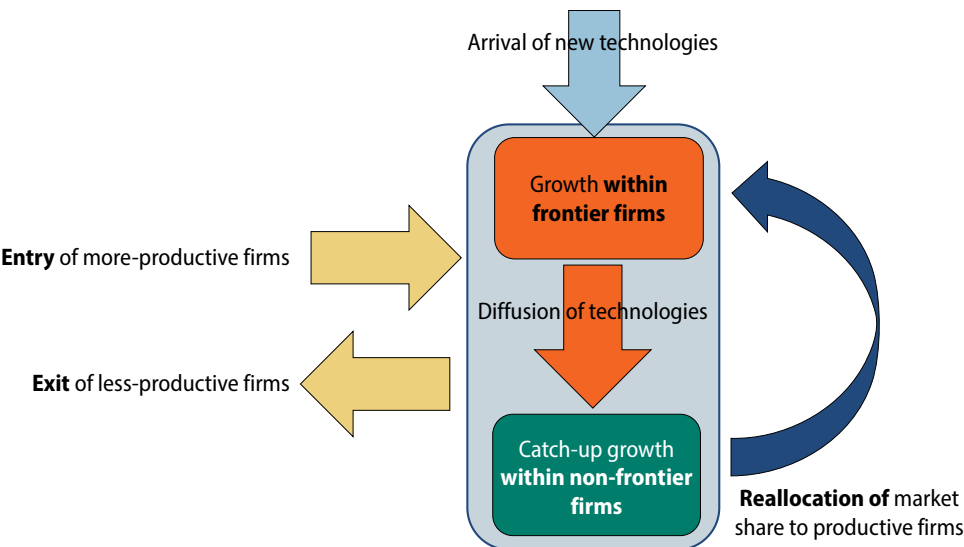 Arrival of new technologies
Growth within
frontier firms
Entry of more-productive firms
Diffusion of technologies
Exit of less-productive firms
Catch-up growth
within non-frontier
firms
Reallocation of market
share to productive firms